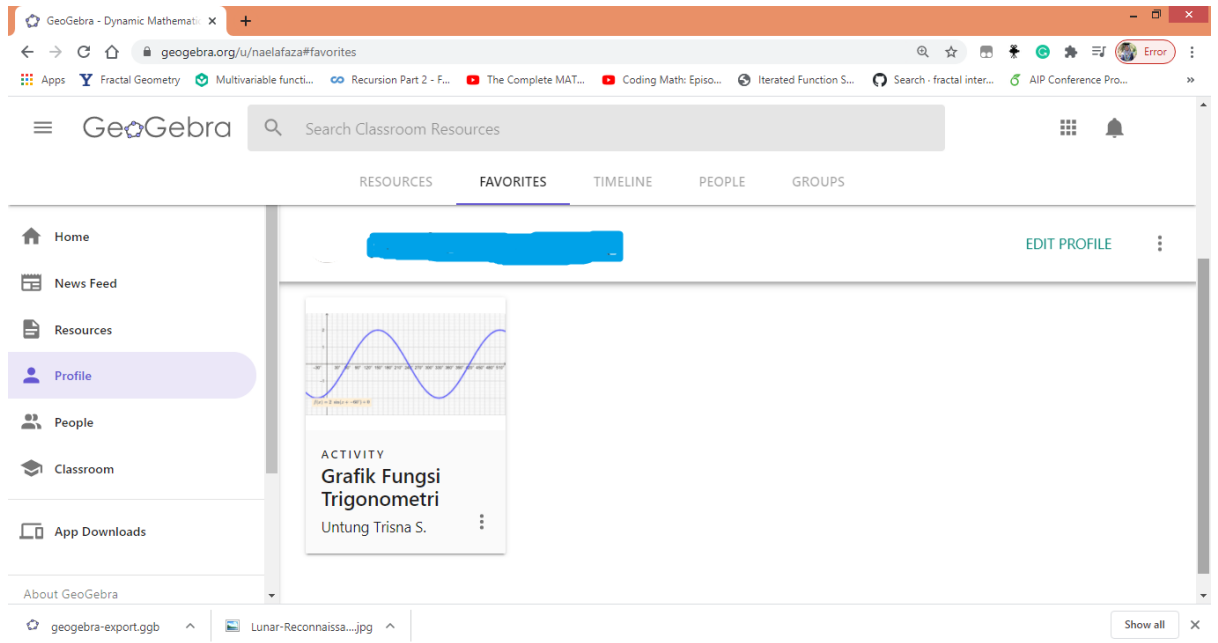 GeoGebra - Dynamic Mathemati
geogebra.org/u/naelafaza#favorites
Error
Apps Fractal Geometry Multivariable functi... Recursion Part 2 - F... The Complete MAT... Coding Math: Episo... Iterated Function S... Search · fractal inter... AIP Conference Pro... »
GeoGebra Search Classroom Resources
RESOURCES FAVORITES TIMELINE PEOPLE GROUPS
Home
EDIT PROFILE
News Feed
Resources
Profile
People
Classroom
App Downloads
About GeoGebra
ACTIVITY
Grafik Fungsi
Trigonometri
Untung Trisna S.
geogebra-export.ggb Lunar-Reconnaissa....jpg Show all